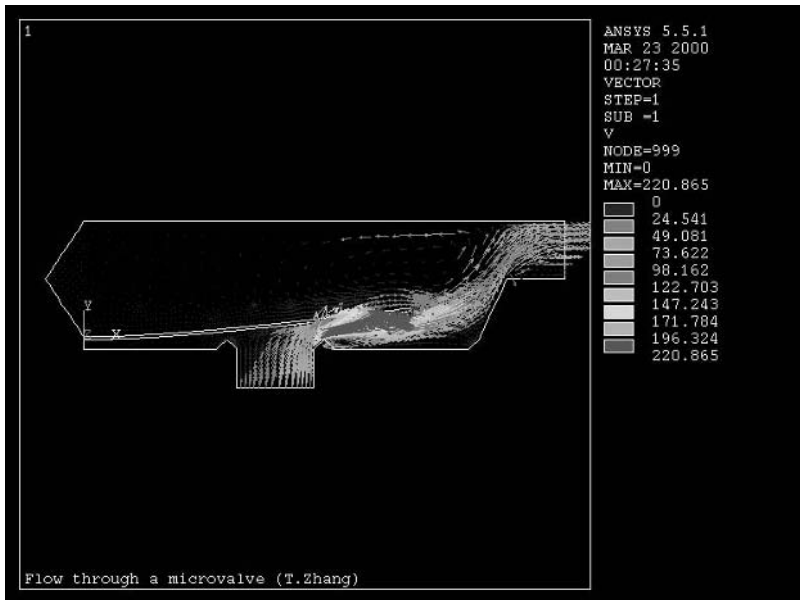 1
ANSYS 5.5.1
MAR 23 2000
00:27:35
VECTOR
STEP=1
SUB =1
V
NODE=999
MIN=0
MAX=220.865
0
24.541
49.081
73.622
98.162
122.703
147.243
171.784
196.324
220.865
Y
Z X
Flow through a microvalve (T.Zhang)